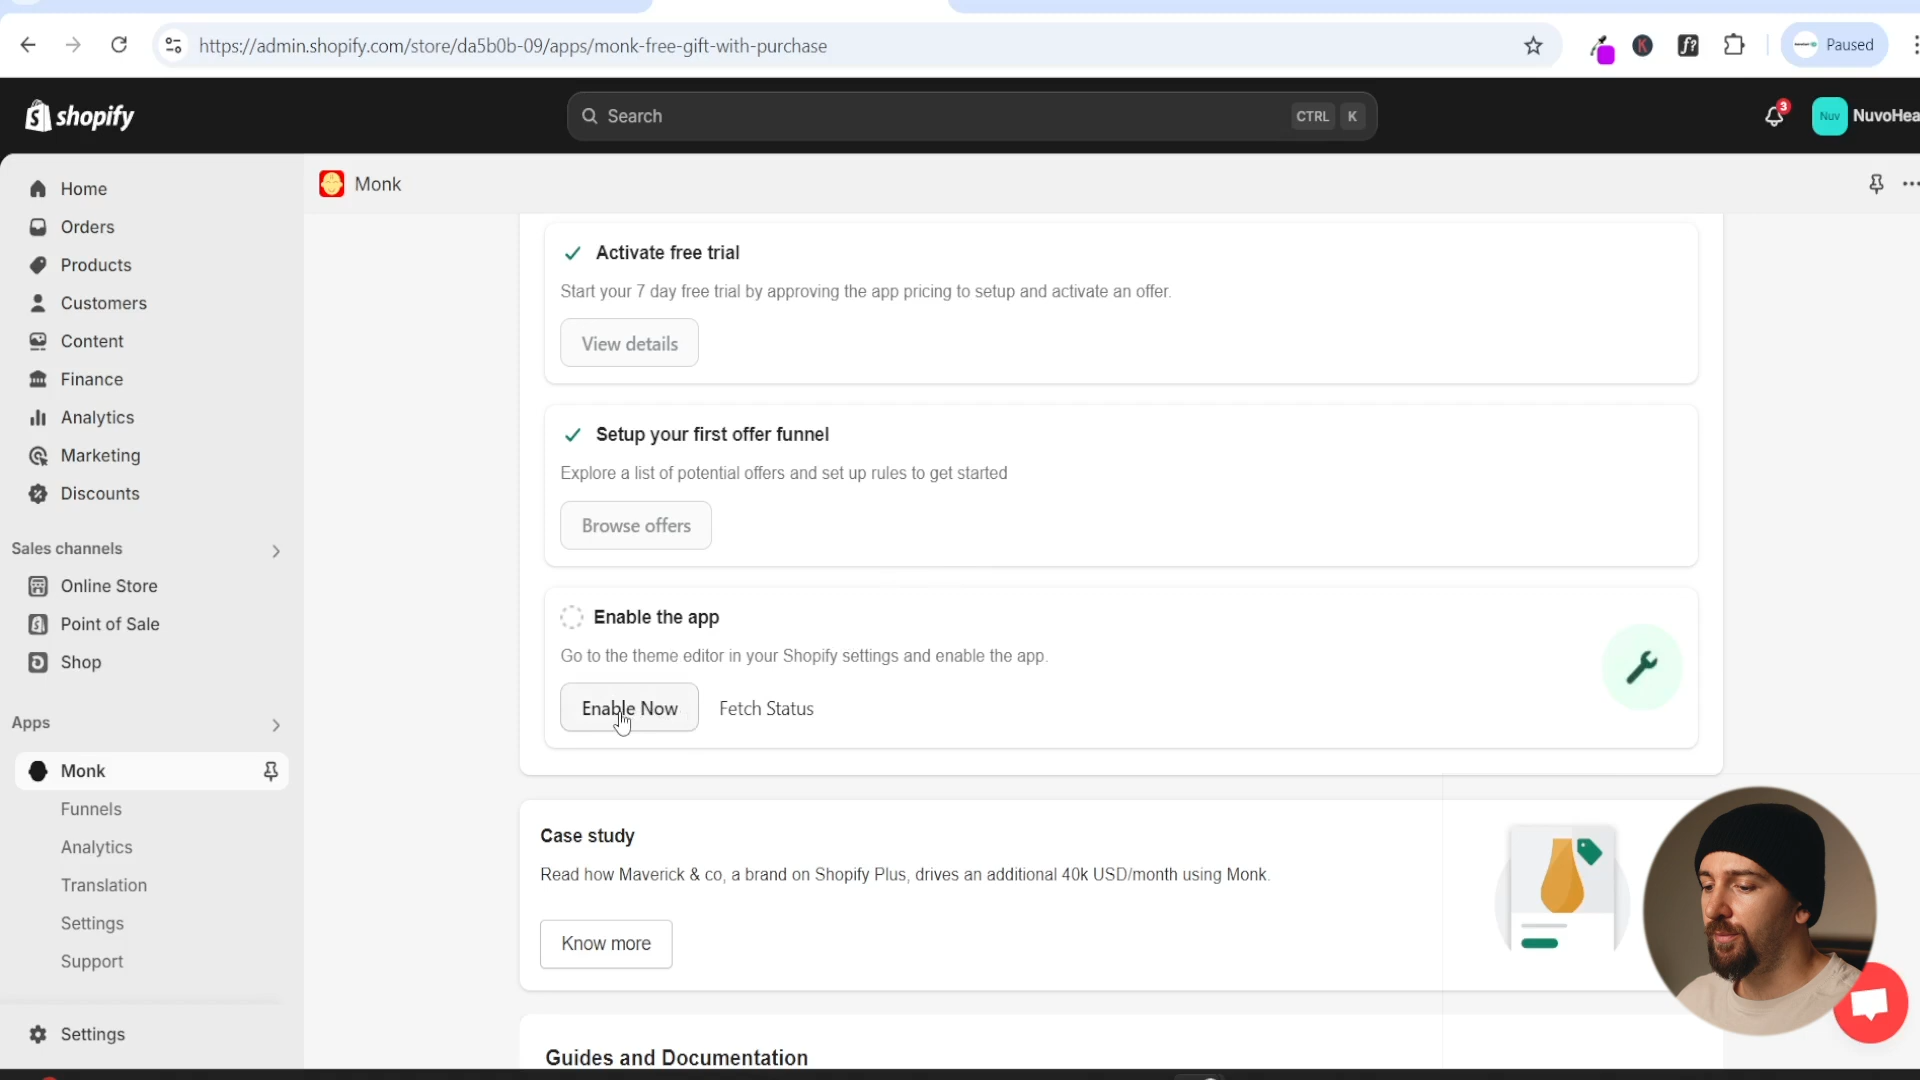 https://admin.shopify.com/store/da5b0b-09/apps/monk-free-gift-with-purchase
K
f?
Paused
shopify
Search
CTRL K
3
Nuv
NuvoHea
Home
Orders
Products
Customers
Content
Finance
Analytics
Marketing
Discounts
Sales channels
Online Store
Point of Sale
Shop
Apps
Monk
Funnels
Analytics
Translation
Settings
Support
Settings
Monk
Activate free trial
Start your 7 day free trial by approving the app pricing to setup and activate an offer.
View details
Setup your first offer funnel
Explore a list of potential offers and set up rules to get started
Browse offers
Enable the app
Go to the theme editor in your Shopify settings and enable the app.
Enable Now
Fetch Status
Case study
Read how Maverick & co, a brand on Shopify Plus, drives an additional 40k USD/month using Monk.
Know more
Guides and Documentation